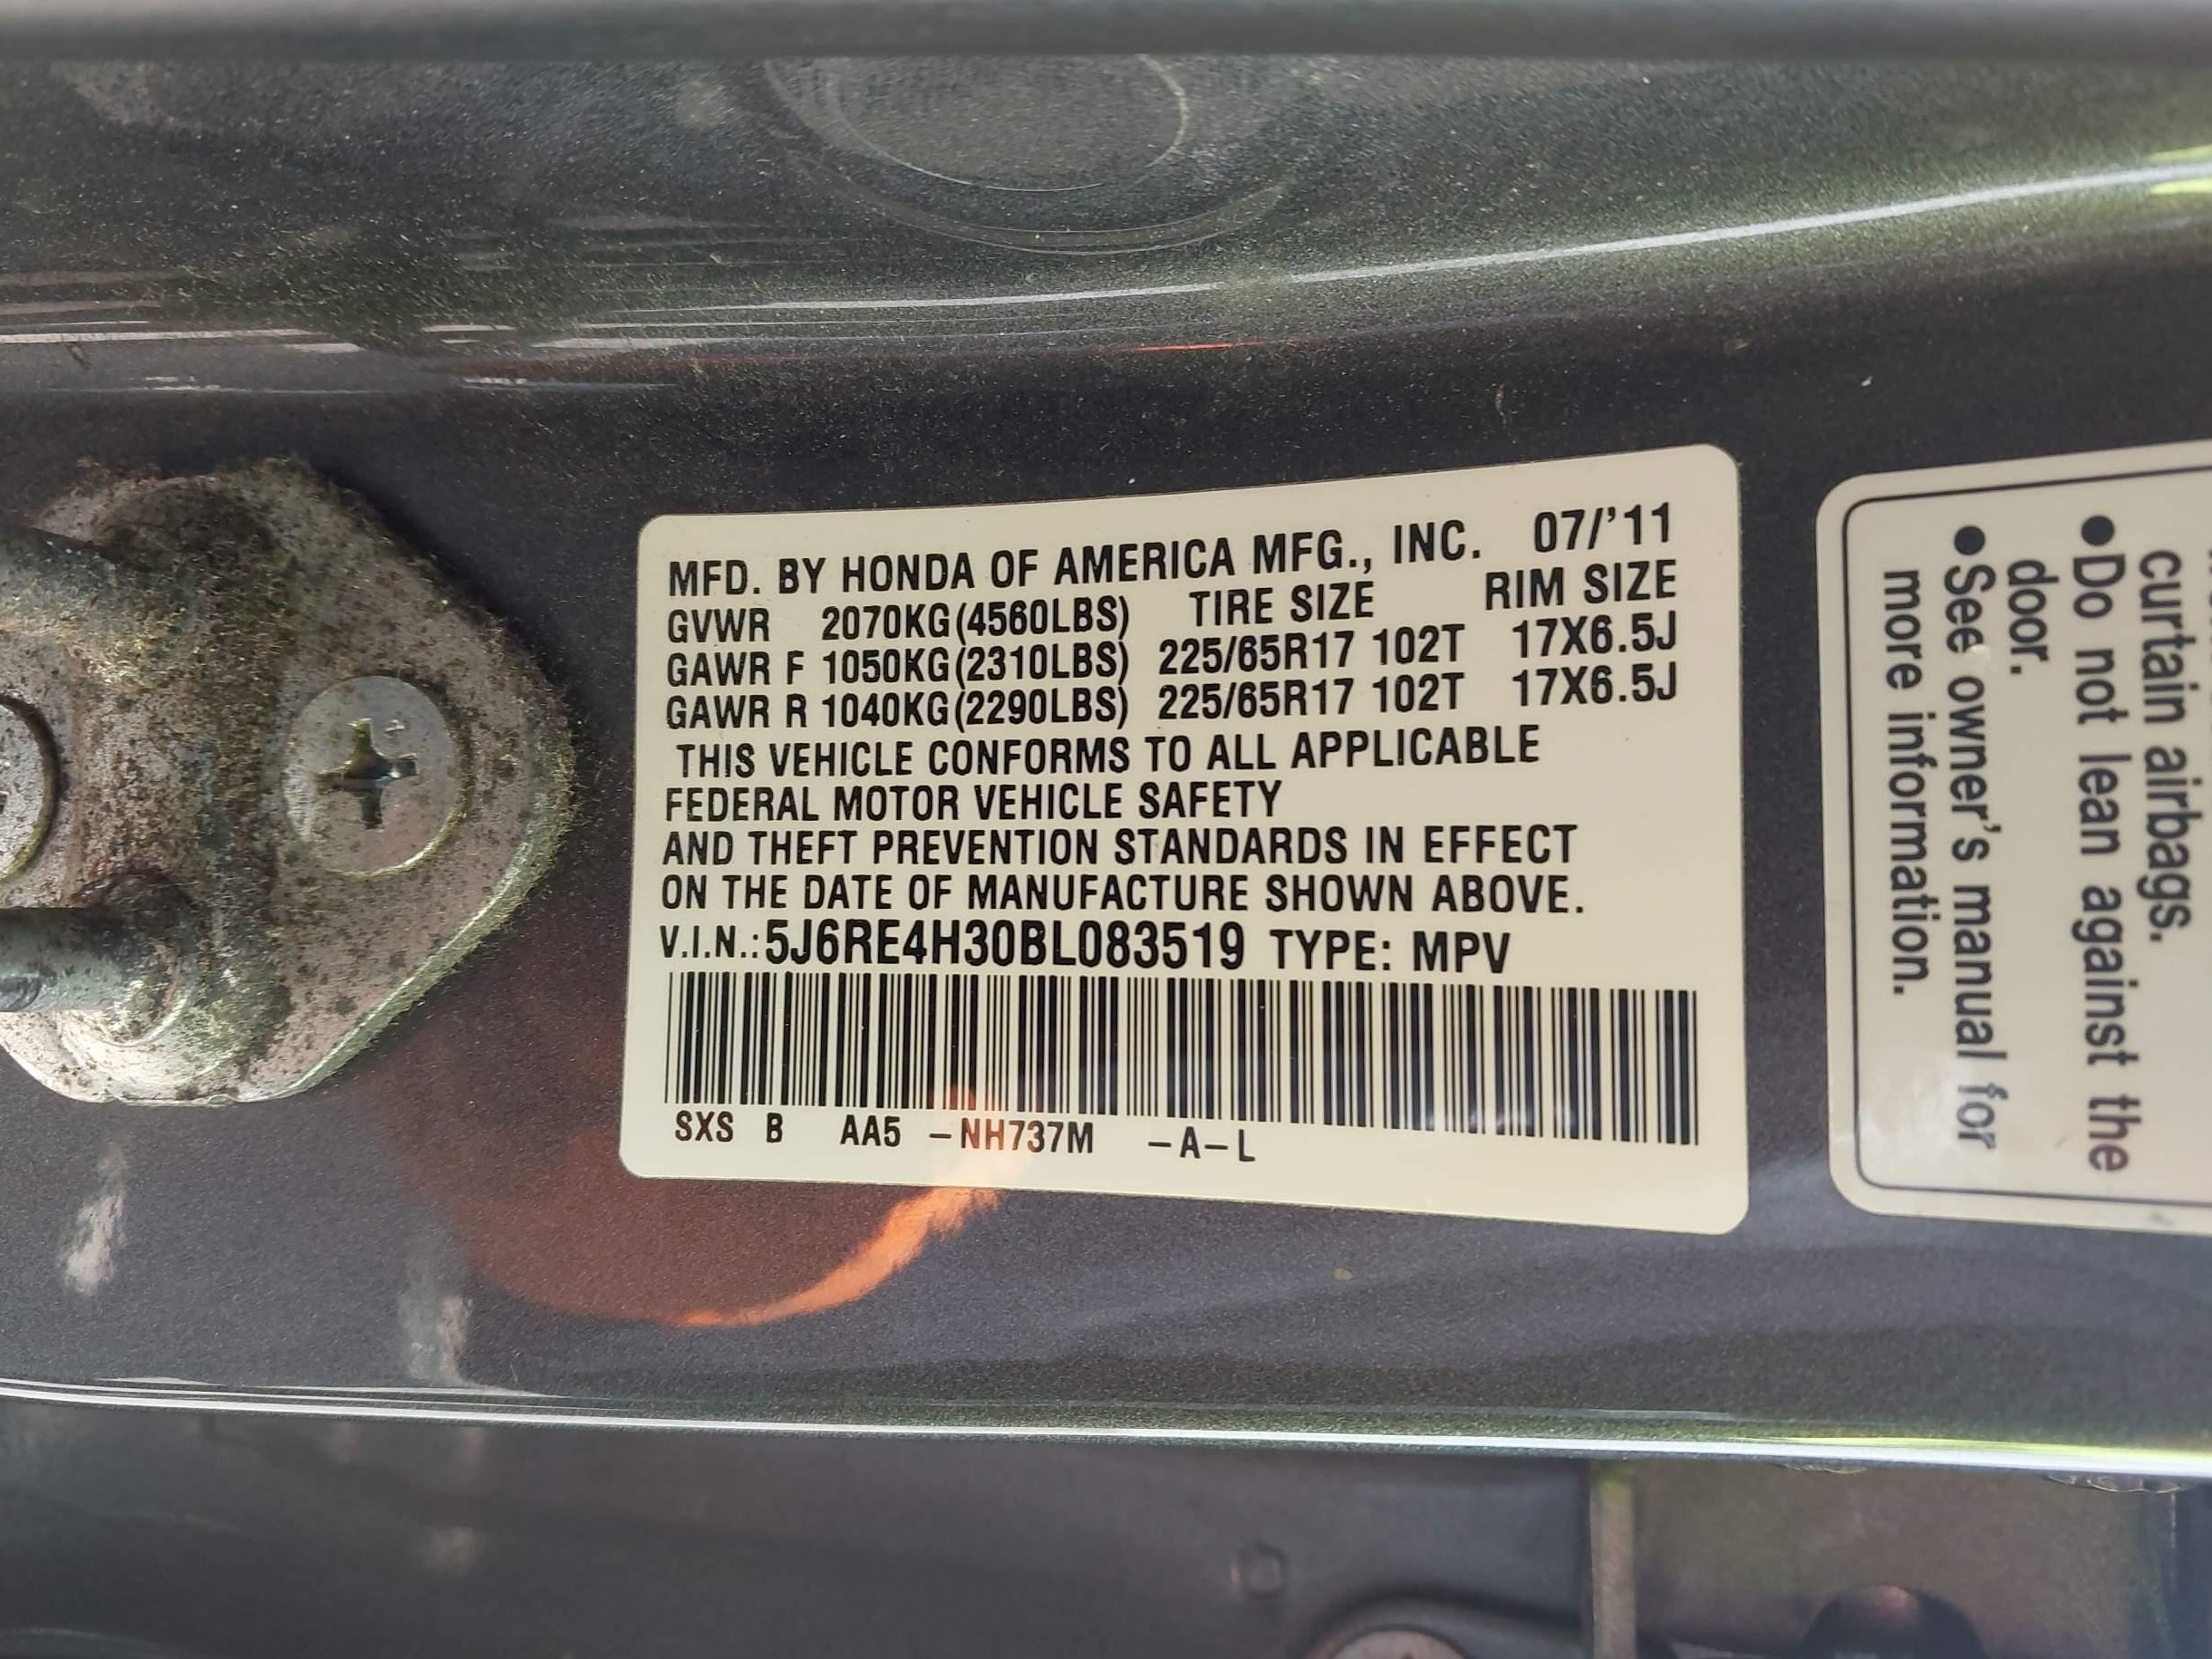 MFD. BY HONDA OF AMERICA MFG., INC. 07/'11
GVWR 2070KG(4560LBS) TIRE SIZE RIM SIZE
GAWR F 1050KG(2310LBS) 225/65R17 102T 17X6.5J
GAWR R 1040KG(2290LBS) 225/65R17 102T 17X6.5J
THIS VEHICLE CONFORMS TO ALL APPLICABLE
FEDERAL MOTOR VEHICLE SAFETY
AND THEFT PREVENTION STANDARDS IN EFFECT
ON THE DATE OF MANUFACTURE SHOWN ABOVE.
V.I.N.:5J6RE4H30BL083519 TYPE: MPV
SXS B AA5 -NH737M -A-L
curtain airbags.
●Do not lean against the
door.
●See owner's manual for
more information.